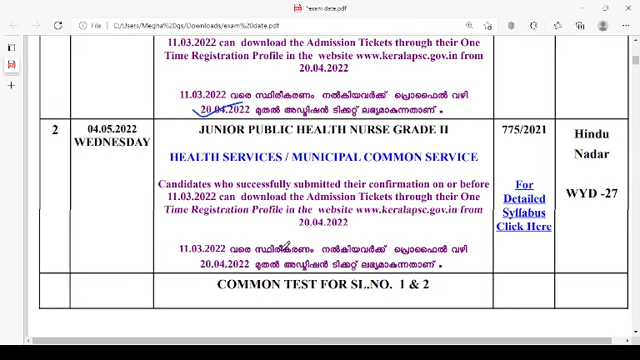 *exam date.pdf
File
C:/Users/Megha gs/Downloads/exam date.pdf
11.03.2022 can download the Admission Tickets through their One
Time Registration Profile in the website www.keralapsc.gov.in from
20.04.2022
11.03.2022 വരെ സ്ഥിരീകരണം നൽകിയവർക്ക് പ്രൊഫൈൽ വഴി
20.04.2022 മുതൽ അഡ്മിഷൻ ടിക്കറ്റ് ലഭ്യമാകുന്നതാണ് .
2
04.05.2022
WEDNESDAY
JUNIOR PUBLIC HEALTH NURSE GRADE II
HEALTH SERVICES / MUNICIPAL COMMON SERVICE
Candidates who successfully submitted their confirmation on or before
11.03.2022 can download the Admission Tickets through their One
Time Registration Profile in the website www.keralapsc.gov.in from
20.04.2022
11.03.2022 വരെ സ്ഥിരീകരണം നൽകിയവർക്ക് പ്രൊഫൈൽ വഴി
20.04.2022 മുതൽ അഡ്മിഷൻ ടിക്കറ്റ് ലഭ്യമാകുന്നതാണ് .
775/2021
For
Detailed
Syllabus
Click Here
Hindu
Nadar
WYD -27
COMMON TEST FOR SL.NO. 1 & 2